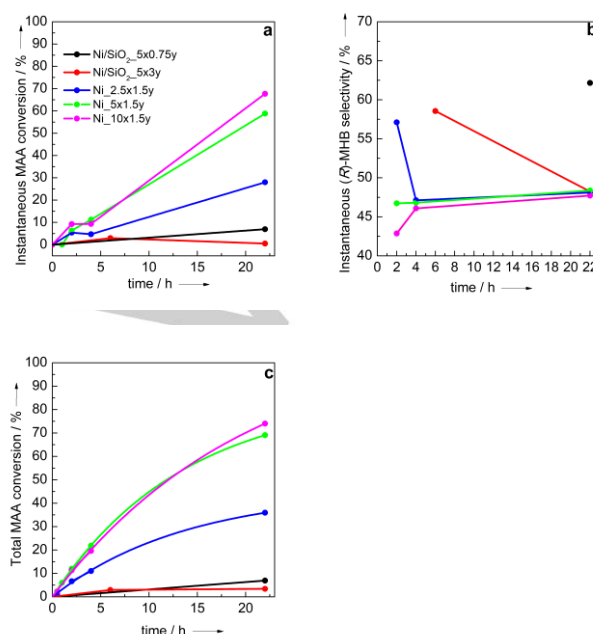 a
Instantaneous MAA conversion / %
100
90
80
70
60
50
40
30
20
10
0
-10
Ni/SiO₂_5x0.75y
Ni/SiO₂_5x3y
Ni_2.5x1.5y
Ni_5x1.5y
Ni_10x1.5y
0 5 10 15 20
time / h
b
Instantaneous (R)-MHB selectivity / %
70
65
60
55
50
45
40
0 2 4 6 8 10 12 14 16 18 20 22
time / h
c
Total MAA conversion / %
100
90
80
70
60
50
40
30
20
10
0
0 5 10 15 20
time / h